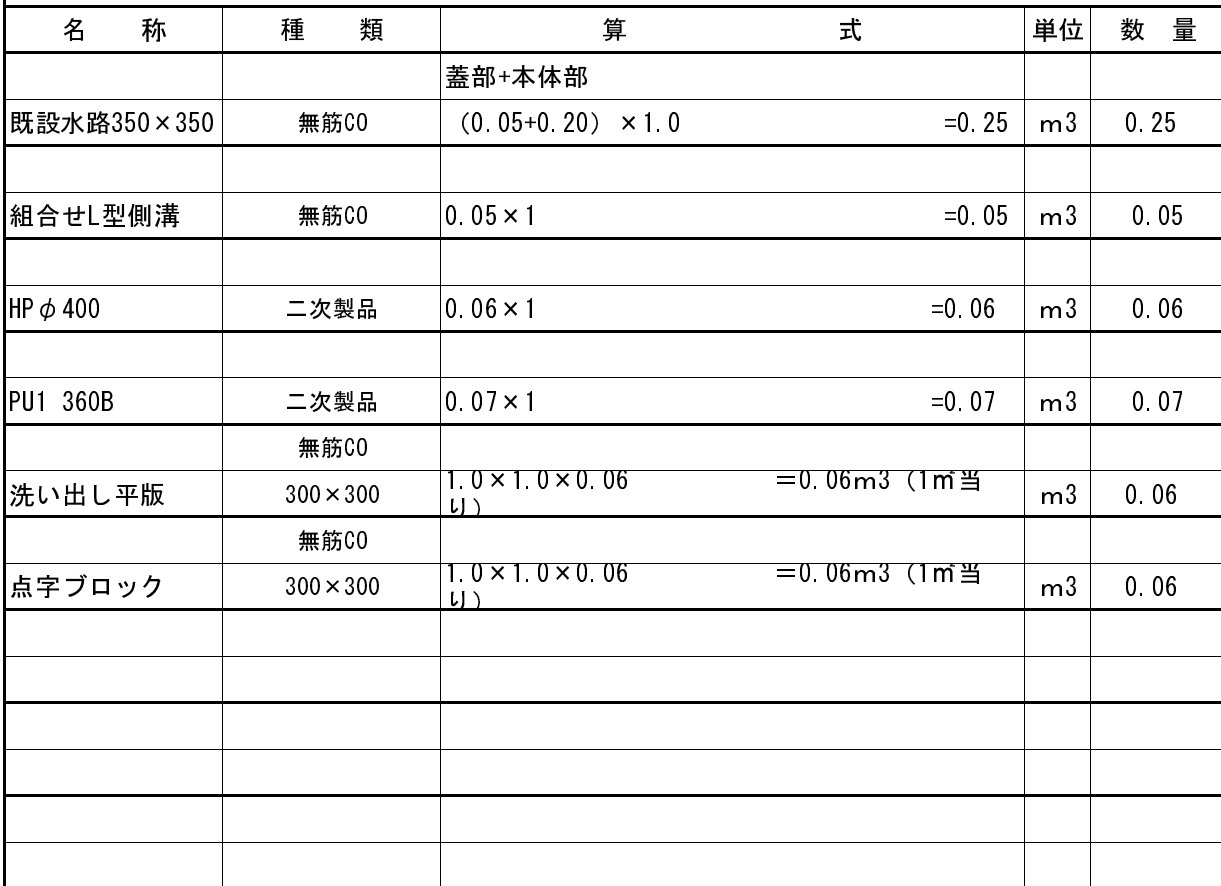 名　称 種　類 算　式 単位 数　量
蓋部+本体部
既設水路350×350 無筋CO (0.05+0.20) ×1.0 =0.25 m3 0.25
組合せL型側溝 無筋CO 0.05×1 =0.05 m3 0.05
HPφ400 二次製品 0.06×1 =0.06 m3 0.06
PU1 360B 二次製品 0.07×1 =0.07 m3 0.07
無筋CO
洗い出し平版 300×300 1.0×1.0×0.06 =0.06m3 (1㎡当 m3 0.06
り)
無筋CO
点字ブロック 300×300 1.0×1.0×0.06 =0.06m3 (1㎡当 m3 0.06
り)